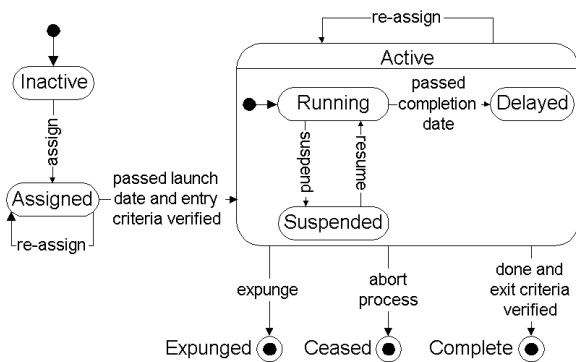 re-assign
Active
Inactive
assign
Running
passed
completion
date
Delayed
suspend
resume
Assigned
passed launch
date and entry
criteria verified
re-assign
Suspended
expunge
abort
process
done and
exit criteria
verified
Expunged
Ceased
Complete